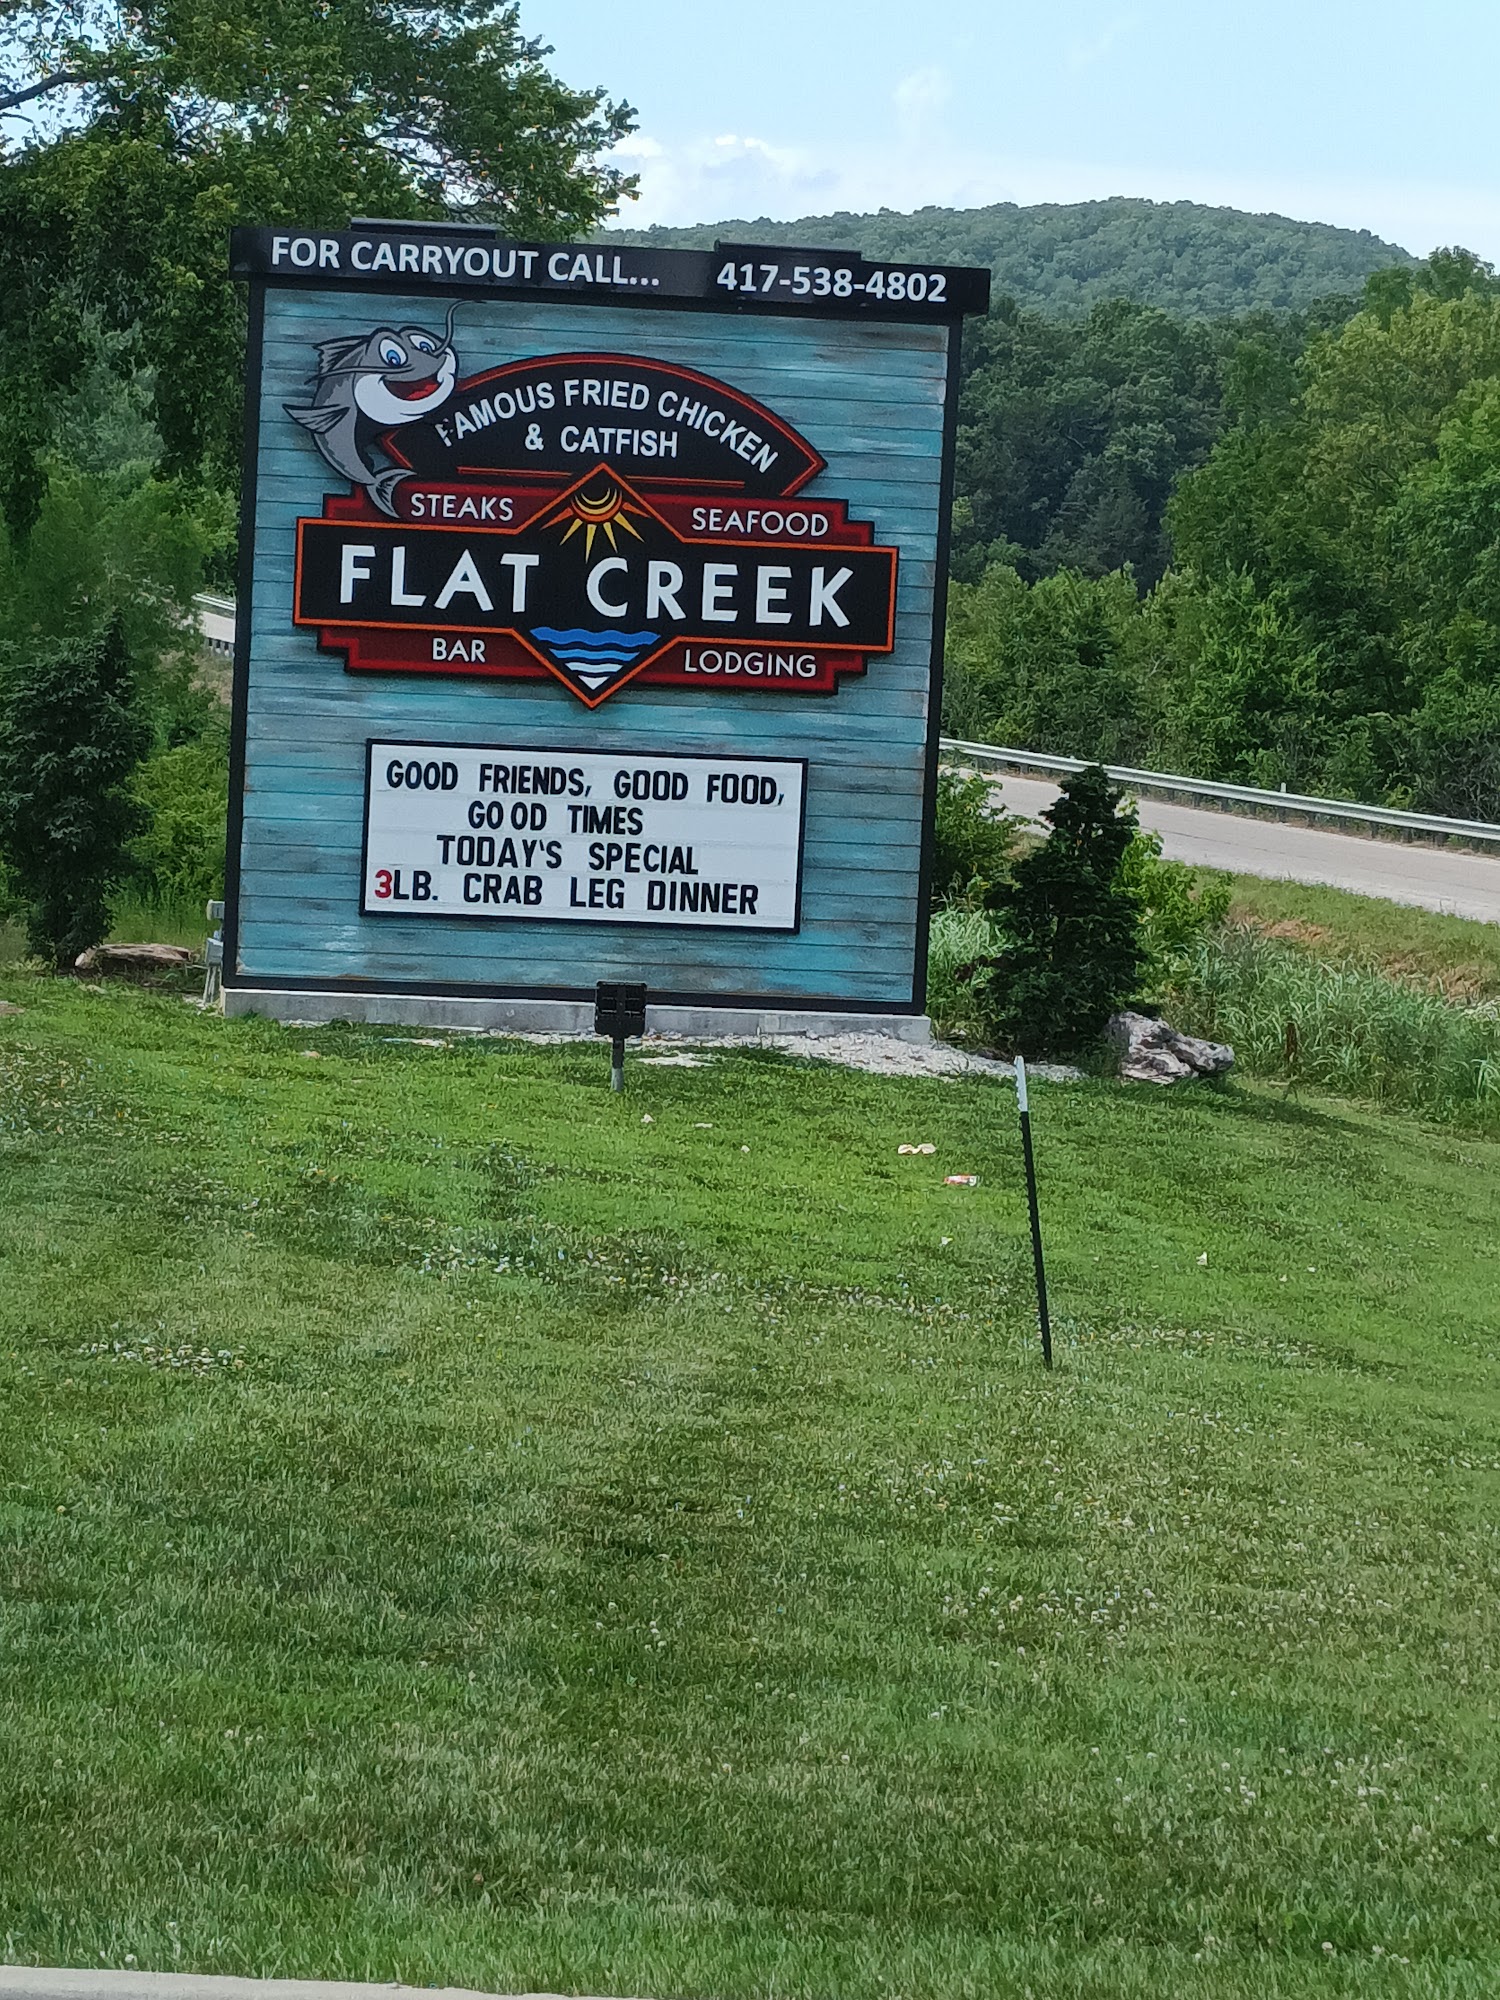 FOR CARRYOUT CALL... 417-538-4802
FAMOUS FRIED CHICKEN
& CATFISH
STEAKS SEAFOOD
FLAT CREEK
BAR LODGING
GOOD FRIENDS, GOOD FOOD,
GOOD TIMES
TODAY'S SPECIAL
3LB. CRAB LEG DINNER